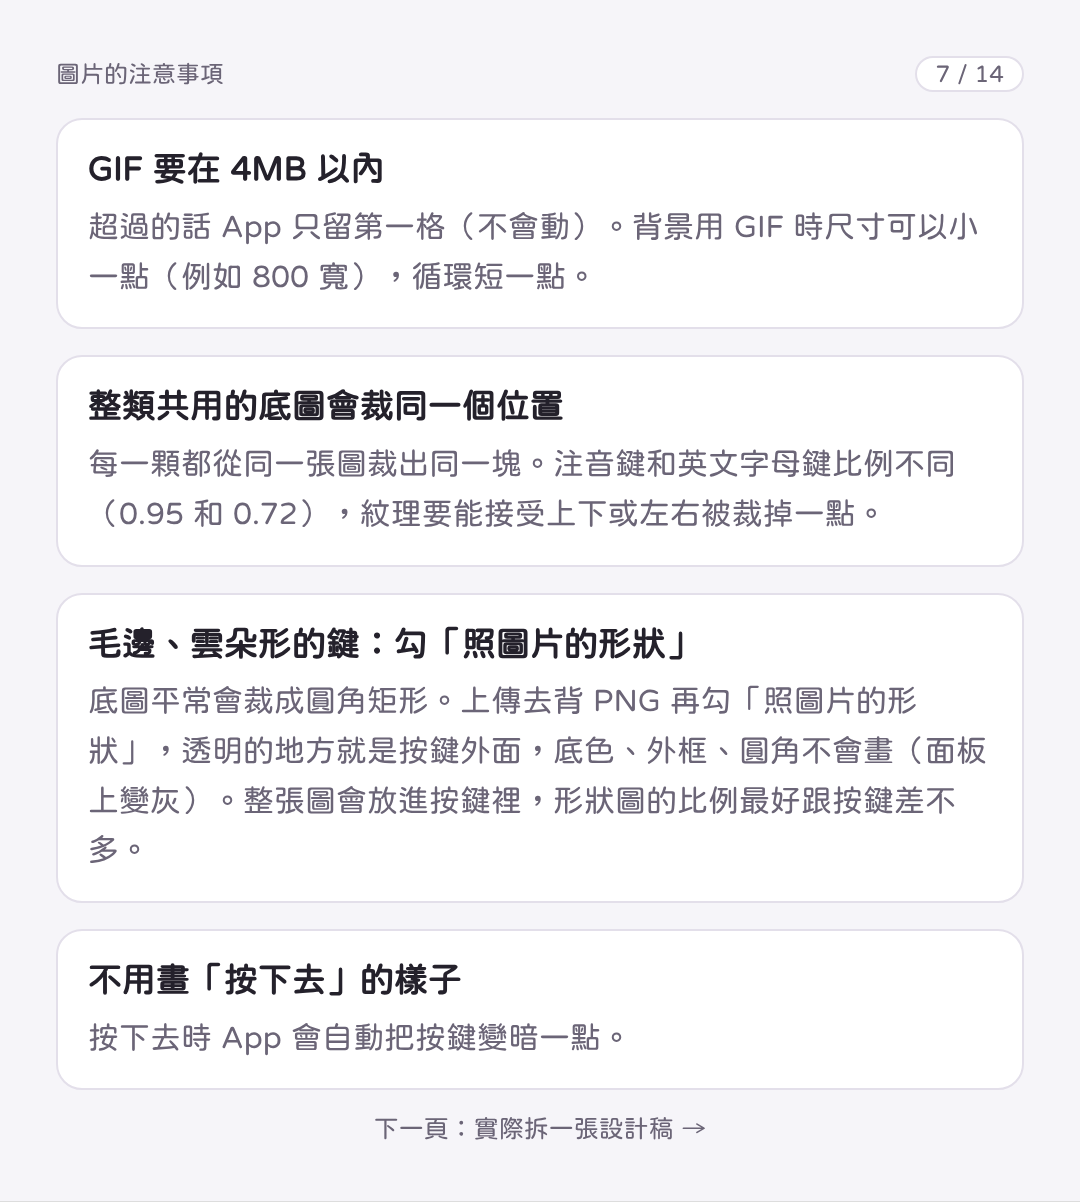 圖片的注意事項
7 / 14
GIF 要在 4MB 以內
超過的話 App 只留第一格（不會動）。背景用 GIF 時尺寸可以小
一點（例如 800 寬），循環短一點。
整類共用的底圖會裁同一個位置
每一顆都從同一張圖裁出同一塊。注音鍵和英文字母鍵比例不同
（0.95 和 0.72），紋理要能接受上下或左右被裁掉一點。
毛邊、雲朵形的鍵：勾「照圖片的形狀」
底圖平常會裁成圓角矩形。上傳去背 PNG 再勾「照圖片的形
狀」，透明的地方就是按鍵外面，底色、外框、圓角不會畫（面板
上變灰）。整張圖會放進按鍵裡，形狀圖的比例最好跟按鍵差不
多。
不用畫「按下去」的樣子
按下去時 App 會自動把按鍵變暗一點。
下一頁：實際拆一張設計稿 →